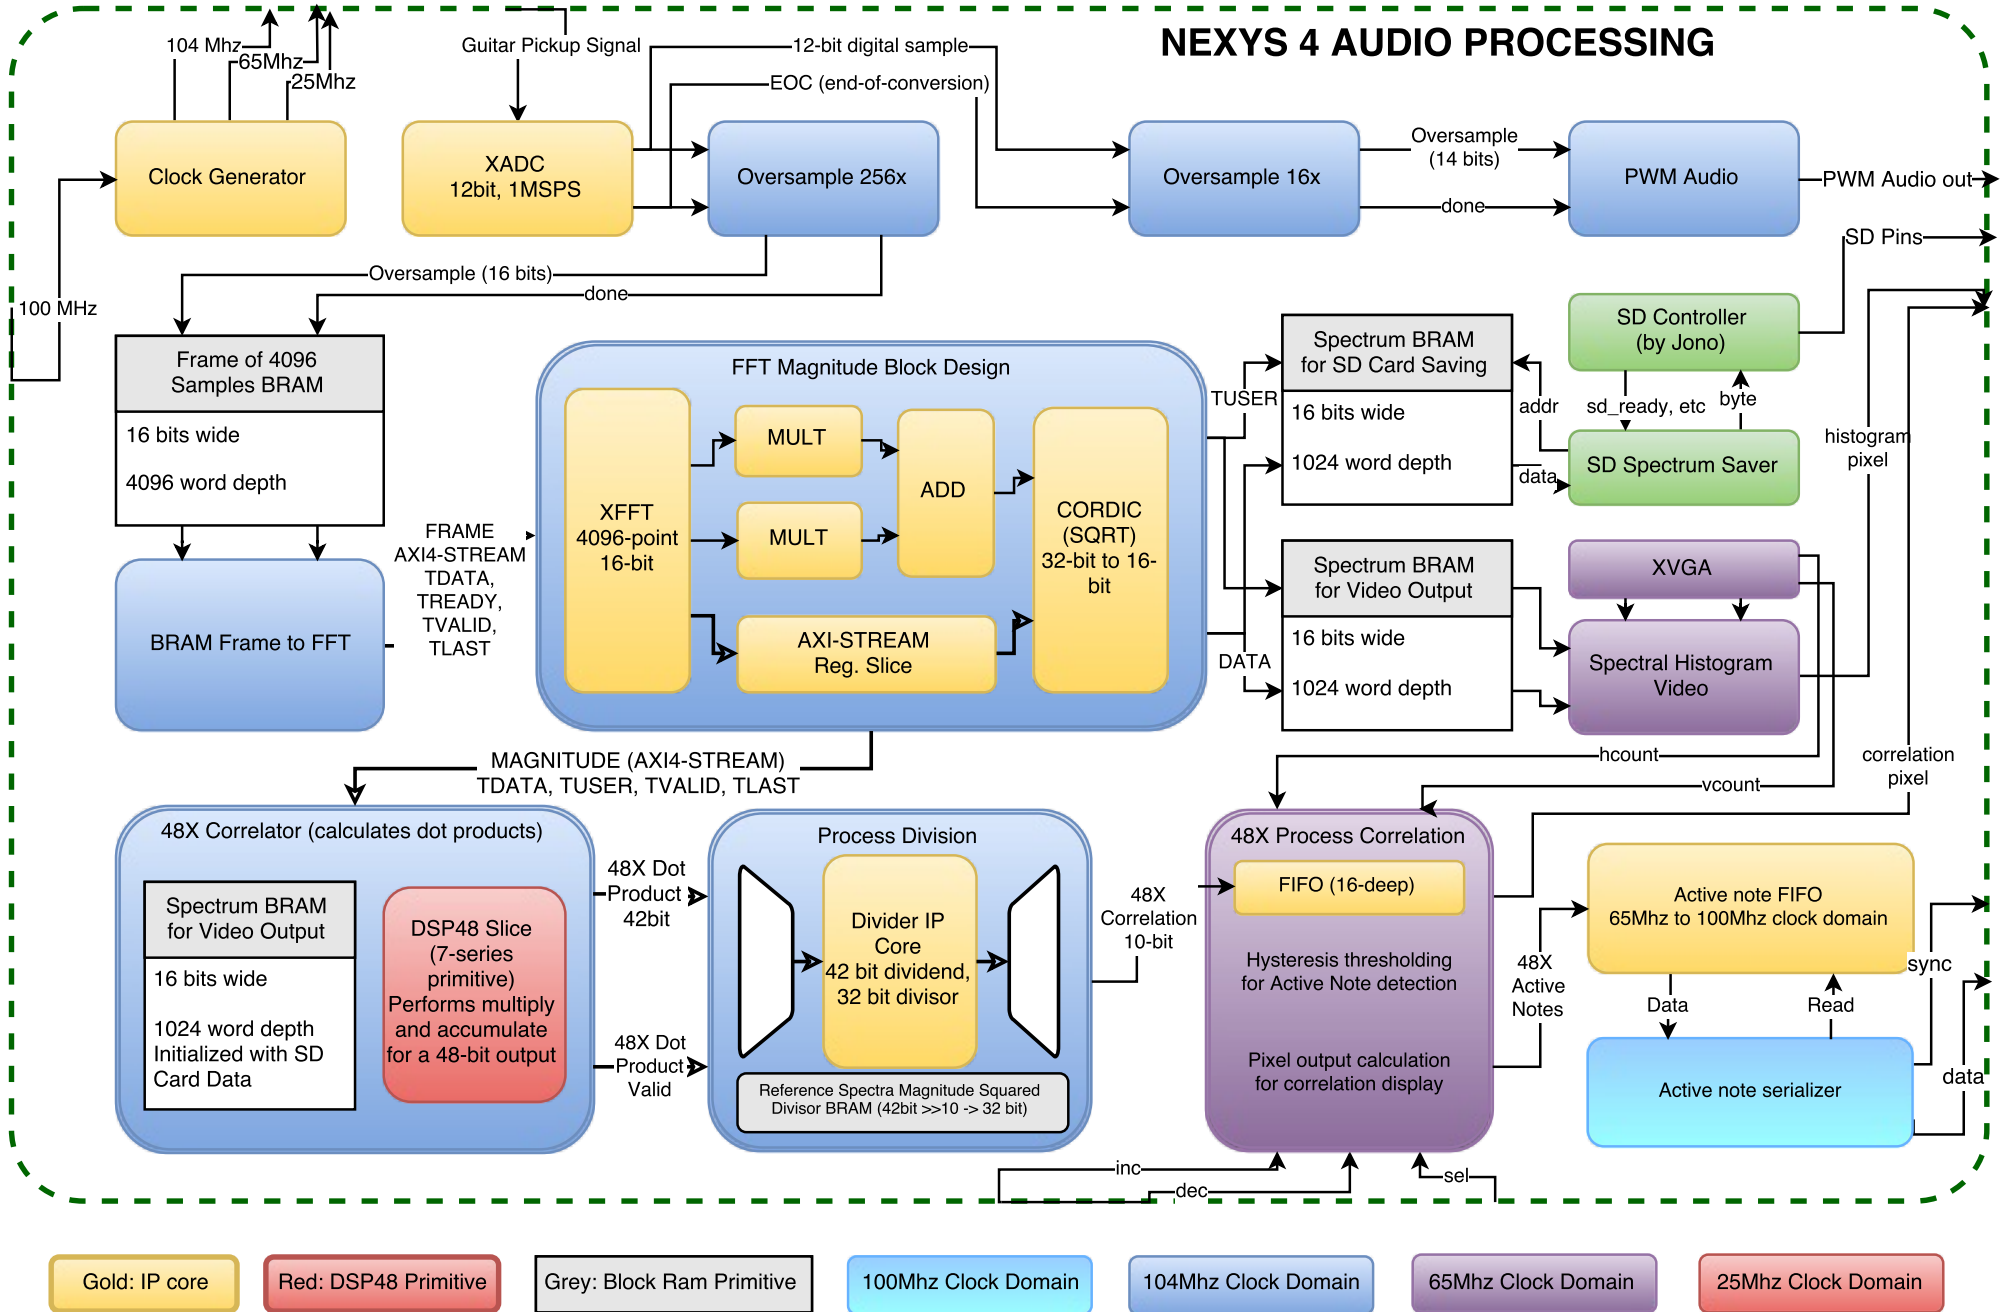 NEXYS 4 AUDIO PROCESSING
104 Mhz
65Mhz
25Mhz
Guitar Pickup Signal
12-bit digital sample
EOC (end-of-conversion)
Clock Generator
XADC
12bit, 1MSPS
Oversample 256x
Oversample 16x
Oversample
(14 bits)
done
PWM Audio
PWM Audio out
SD Pins
Oversample (16 bits)
done
100 MHz
Frame of 4096
Samples BRAM
16 bits wide
4096 word depth
BRAM Frame to FFT
FRAME
AXI4-STREAM
TDATA,
TREADY,
TVALID,
TLAST
FFT Magnitude Block Design
XFFT
4096-point
16-bit
MULT
MULT
ADD
AXI-STREAM
Reg. Slice
CORDIC
(SQRT)
32-bit to 16-
bit
TUSER
DATA
Spectrum BRAM
for SD Card Saving
16 bits wide
1024 word depth
addr
data
SD Controller
(by Jono)
sd_ready, etc
byte
SD Spectrum Saver
histogram
pixel
Spectrum BRAM
for Video Output
16 bits wide
1024 word depth
XVGA
Spectral Histogram
Video
hcount
vcount
correlation
pixel
MAGNITUDE (AXI4-STREAM)
TDATA, TUSER, TVALID, TLAST
48X Correlator (calculates dot products)
Spectrum BRAM
for Video Output
16 bits wide
1024 word depth
Initialized with SD
Card Data
DSP48 Slice
(7-series
primitive)
Performs multiply
and accumulate
for a 48-bit output
48X Dot
Product
42bit
48X Dot
Product
Valid
Process Division
Divider IP
Core
42 bit dividend,
32 bit divisor
Reference Spectra Magnitude Squared
Divisor BRAM (42bit >>10 -> 32 bit)
48X
Correlation
10-bit
48X Process Correlation
FIFO (16-deep)
Hysteresis thresholding
for Active Note detection
Pixel output calculation
for correlation display
48X
Active
Notes
Active note FIFO
65Mhz to 100Mhz clock domain
Data
Read
sync
data
Active note serializer
inc
dec
sel
Gold: IP core
Red: DSP48 Primitive
Grey: Block Ram Primitive
100Mhz Clock Domain
104Mhz Clock Domain
65Mhz Clock Domain
25Mhz Clock Domain